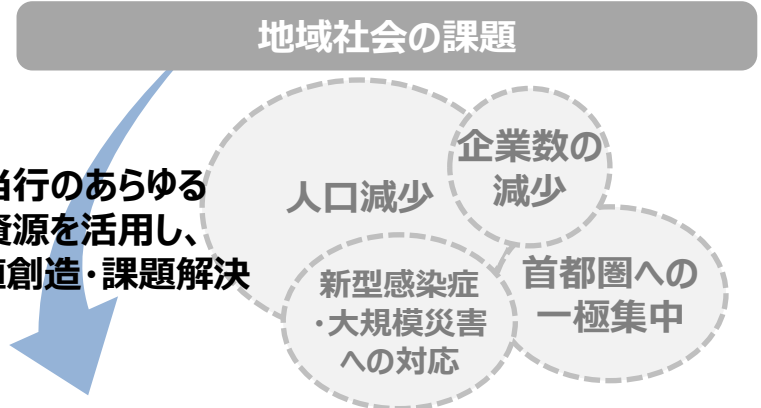 地域社会の課題
企業数の
減少
人口減少
当行のあらゆる
資源を活用し、
値創造・課題解決
新型感染症
・大規模災害
への対応
首都圏への
一極集中